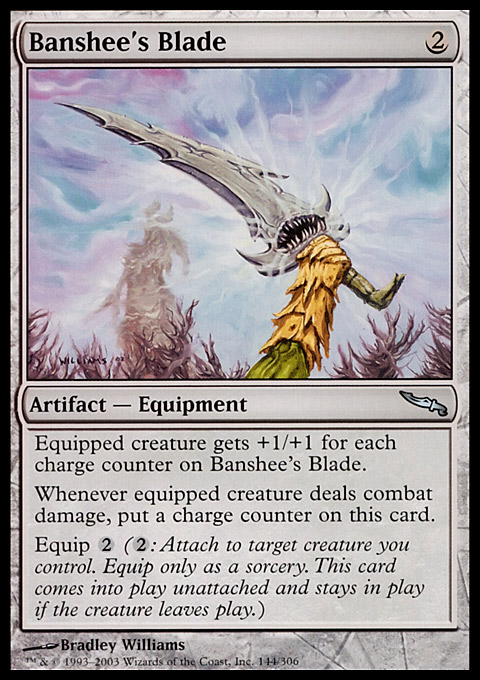 Banshee's Blade 2
WILLIAMS
Artifact — Equipment
Equipped creature gets +1/+1 for each
charge counter on Banshee's Blade.
Whenever equipped creature deals combat
damage, put a charge counter on this card.
Equip 2 (2: Attach to target creature you
control. Equip only as a sorcery. This card
comes into play unattached and stays in play
if the creature leaves play.)
Bradley Williams
™ & © 1993–2003 Wizards of the Coast, Inc. 144/306